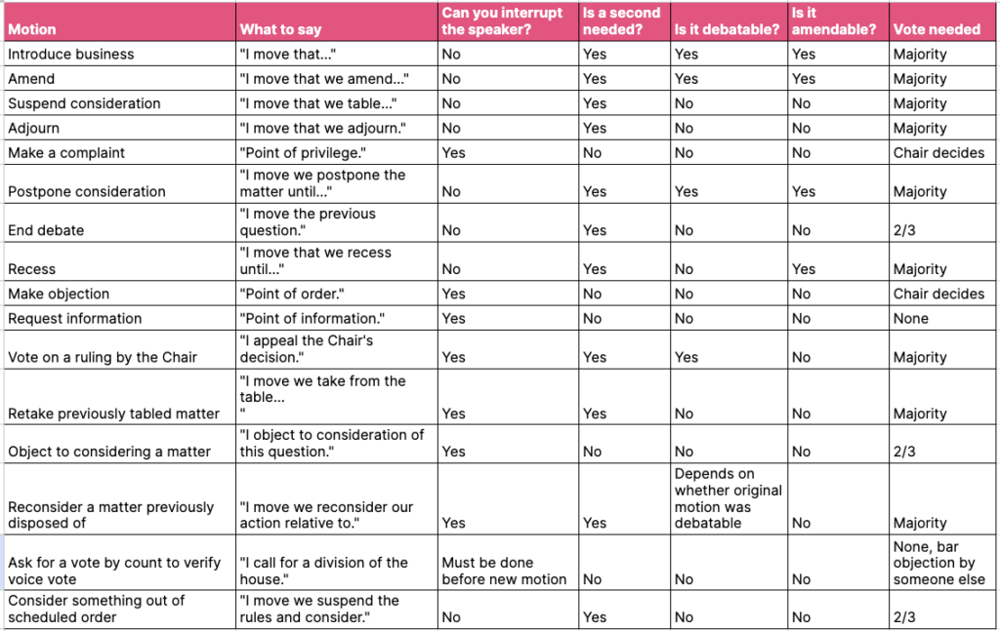 Motion What to say Can you interrupt the speaker? Is a second needed? Is it debatable? Is it amendable? Vote needed
Introduce business "I move that..." No Yes Yes Yes Majority
Amend "I move that we amend..." No Yes Yes Yes Majority
Suspend consideration "I move that we table..." No Yes No No Majority
Adjourn "I move that we adjourn." No Yes No No Majority
Make a complaint "Point of privilege." Yes No No No Chair decides
Postpone consideration "I move we postpone the matter until..." No Yes Yes Yes Majority
End debate "I move the previous question." No Yes No No 2/3
Recess "I move that we recess until..." No Yes No Yes Majority
Make objection "Point of order." Yes No No No Chair decides
Request information "Point of information." Yes No No No None
Vote on a ruling by the Chair "I appeal the Chair's decision." Yes Yes Yes No Majority
Retake previously tabled matter "I move we take from the table... " Yes Yes No No Majority
Object to considering a matter "I object to consideration of this question." Yes No No No 2/3
Reconsider a matter previously disposed of "I move we reconsider our action relative to." Yes Yes Depends on whether original motion was debatable No Majority
Ask for a vote by count to verify voice vote "I call for a division of the house." Must be done before new motion No No No None, bar objection by someone else
Consider something out of scheduled order "I move we suspend the rules and consider." No Yes No No 2/3